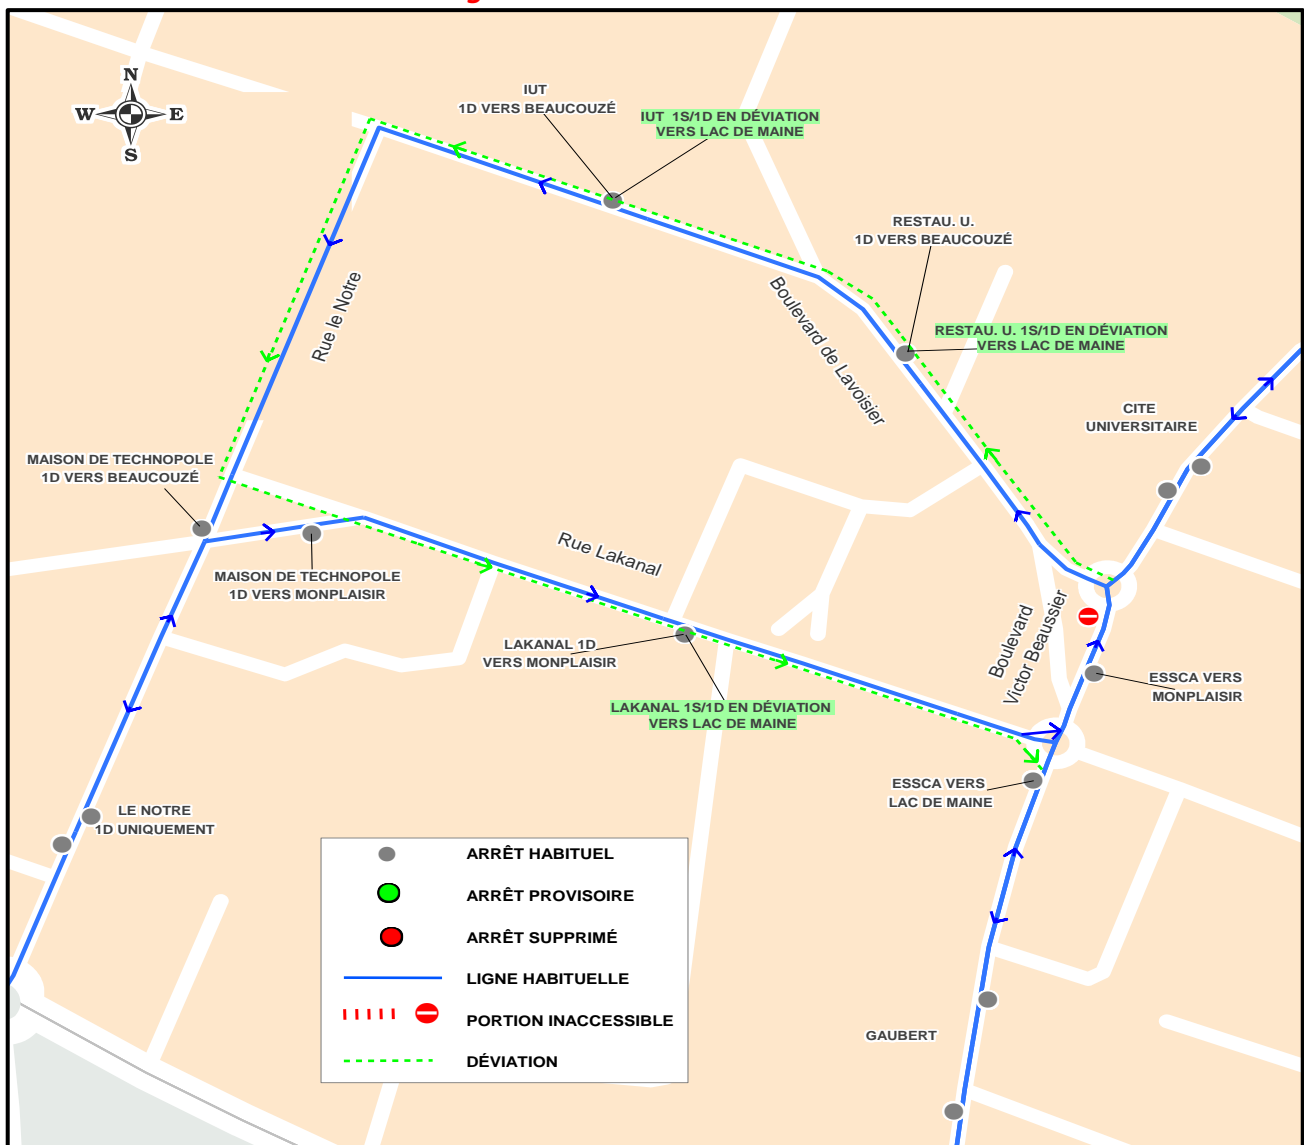 N
W
E
S
IUT
1D VERS BEAUCOUZÉ
IUT 1S/1D EN DÉVIATION
VERS LAC DE MAINE
RESTAU. U.
1D VERS BEAUCOUZÉ
Rue le Notre
Boulevard de Lavoisier
RESTAU. U. 1S/1D EN DÉVIATION
VERS LAC DE MAINE
CITE
UNIVERSITAIRE
MAISON DE TECHNOPOLE
1D VERS BEAUCOUZÉ
Rue Lakanal
MAISON DE TECHNOPOLE
1D VERS MONPLAISIR
Boulevard
Victor Beaussier
LAKANAL 1D
VERS MONPLAISIR
ESSCA VERS
MONPLAISIR
LAKANAL 1S/1D EN DÉVIATION
VERS LAC DE MAINE
ESSCA VERS
LAC DE MAINE
LE NOTRE
1D UNIQUEMENT
ARRÊT HABITUEL
ARRÊT PROVISOIRE
ARRÊT SUPPRIMÉ
LIGNE HABITUELLE
PORTION INACCESSIBLE
DÉVIATION
GAUBERT